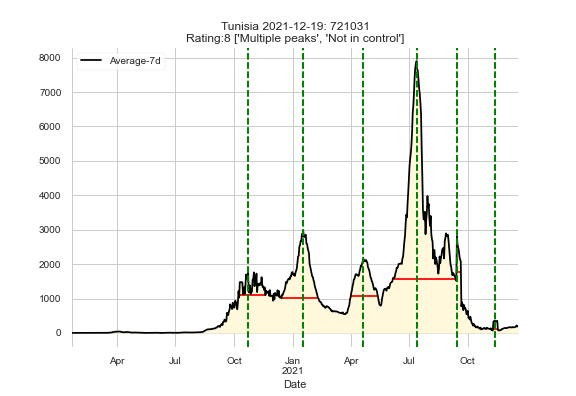 Tunisia 2021-12-19: 721031
Rating:8 ['Multiple peaks', 'Not in control']
Average-7d
8000
7000
6000
5000
4000
3000
2000
1000
0
Apr Jul Oct Jan Apr Jul Oct
2021
Date